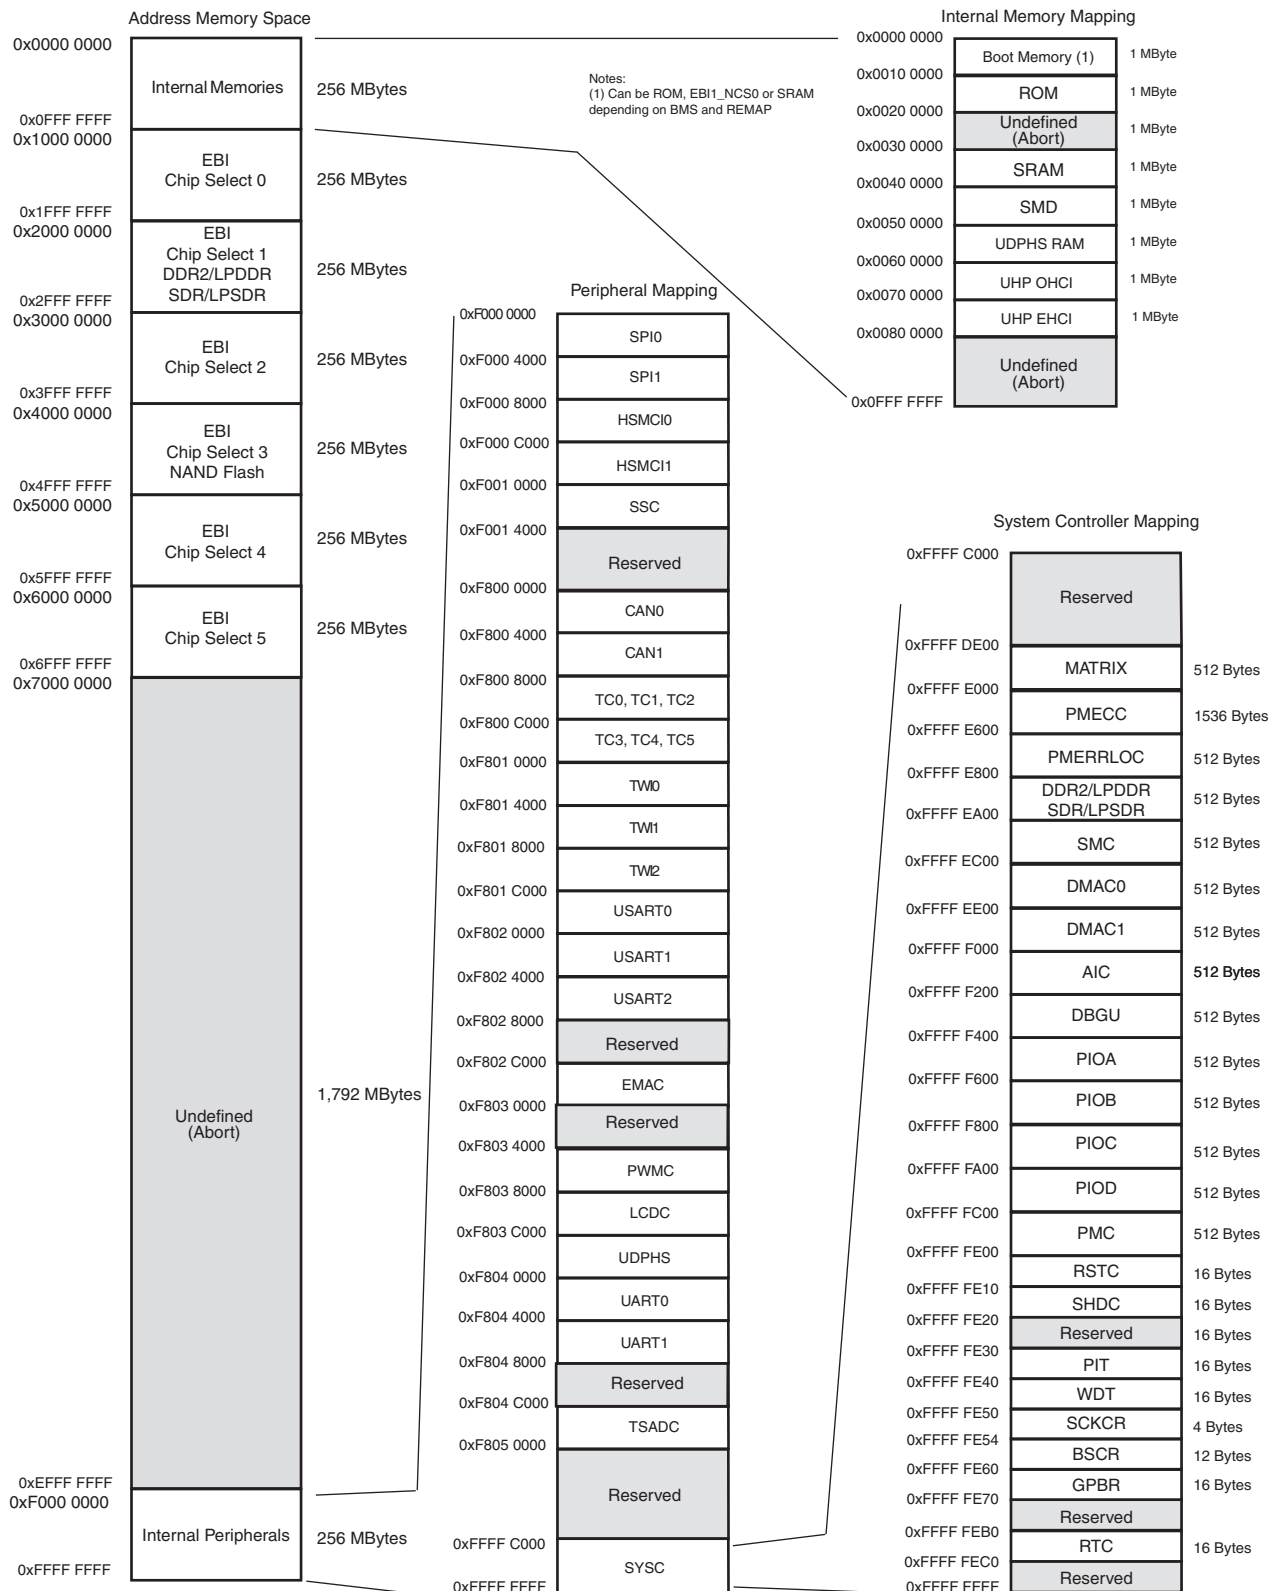 Address Memory Space
0x0000 0000
Internal Memories
256 MBytes
0x0FFF FFFF
0x1000 0000
EBI
Chip Select 0
256 MBytes
0x1FFF FFFF
0x2000 0000
EBI
Chip Select 1
DDR2/LPDDR
SDR/LPSDR
256 MBytes
0x2FFF FFFF
0x3000 0000
EBI
Chip Select 2
256 MBytes
0x3FFF FFFF
0x4000 0000
EBI
Chip Select 3
NAND Flash
256 MBytes
0x4FFF FFFF
0x5000 0000
EBI
Chip Select 4
256 MBytes
0x5FFF FFFF
0x6000 0000
EBI
Chip Select 5
256 MBytes
0x6FFF FFFF
0x7000 0000
Undefined
(Abort)
1,792 MBytes
0xEFFF FFFF
0xF000 0000
Internal Peripherals
256 MBytes
0xFFFF FFFF
Notes:
(1) Can be ROM, EBI1_NCS0 or SRAM
depending on BMS and REMAP
Internal Memory Mapping
0x0000 0000
Boot Memory (1)
1 MByte
0x0010 0000
ROM
1 MByte
0x0020 0000
Undefined
(Abort)
1 MByte
0x0030 0000
SRAM
1 MByte
0x0040 0000
SMD
1 MByte
0x0050 0000
UDPHS RAM
1 MByte
0x0060 0000
UHP OHCI
1 MByte
0x0070 0000
UHP EHCI
1 MByte
0x0080 0000
Undefined
(Abort)
0x0FFF FFFF
Peripheral Mapping
0xF000 0000
SPI0
0xF000 4000
SPI1
0xF000 8000
HSMCI0
0xF000 C000
HSMCI1
0xF001 0000
SSC
0xF001 4000
Reserved
0xF800 0000
CAN0
0xF800 4000
CAN1
0xF800 8000
TC0, TC1, TC2
0xF800 C000
TC3, TC4, TC5
0xF801 0000
TWI0
0xF801 4000
TWI1
0xF801 8000
TWI2
0xF801 C000
USART0
0xF802 0000
USART1
0xF802 4000
USART2
0xF802 8000
Reserved
0xF802 C000
EMAC
0xF803 0000
Reserved
0xF803 4000
PWMC
0xF803 8000
LCDC
0xF803 C000
UDPHS
0xF804 0000
UART0
0xF804 4000
UART1
0xF804 8000
Reserved
0xF804 C000
TSADC
0xF805 0000
Reserved
0xFFFF C000
SYSC
0xFFFF FFFF
System Controller Mapping
0xFFFF C000
Reserved
0xFFFF DE00
MATRIX
512 Bytes
0xFFFF E000
PMECC
1536 Bytes
0xFFFF E600
PMERRLOC
512 Bytes
0xFFFF E800
DDR2/LPDDR
SDR/LPSDR
512 Bytes
0xFFFF EA00
SMC
512 Bytes
0xFFFF EC00
DMAC0
512 Bytes
0xFFFF EE00
DMAC1
512 Bytes
0xFFFF F000
AIC
512 Bytes
0xFFFF F200
DBGU
512 Bytes
0xFFFF F400
PIOA
512 Bytes
0xFFFF F600
PIOB
512 Bytes
0xFFFF F800
PIOC
512 Bytes
0xFFFF FA00
PIOD
512 Bytes
0xFFFF FC00
PMC
512 Bytes
0xFFFF FE00
RSTC
16 Bytes
0xFFFF FE10
SHDC
16 Bytes
0xFFFF FE20
Reserved
16 Bytes
0xFFFF FE30
PIT
16 Bytes
0xFFFF FE40
WDT
16 Bytes
0xFFFF FE50
SCKCR
4 Bytes
0xFFFF FE54
BSCR
12 Bytes
0xFFFF FE60
GPBR
16 Bytes
0xFFFF FE70
Reserved
0xFFFF FEB0
RTC
16 Bytes
0xFFFF FEC0
Reserved
0xFFFF FFFF